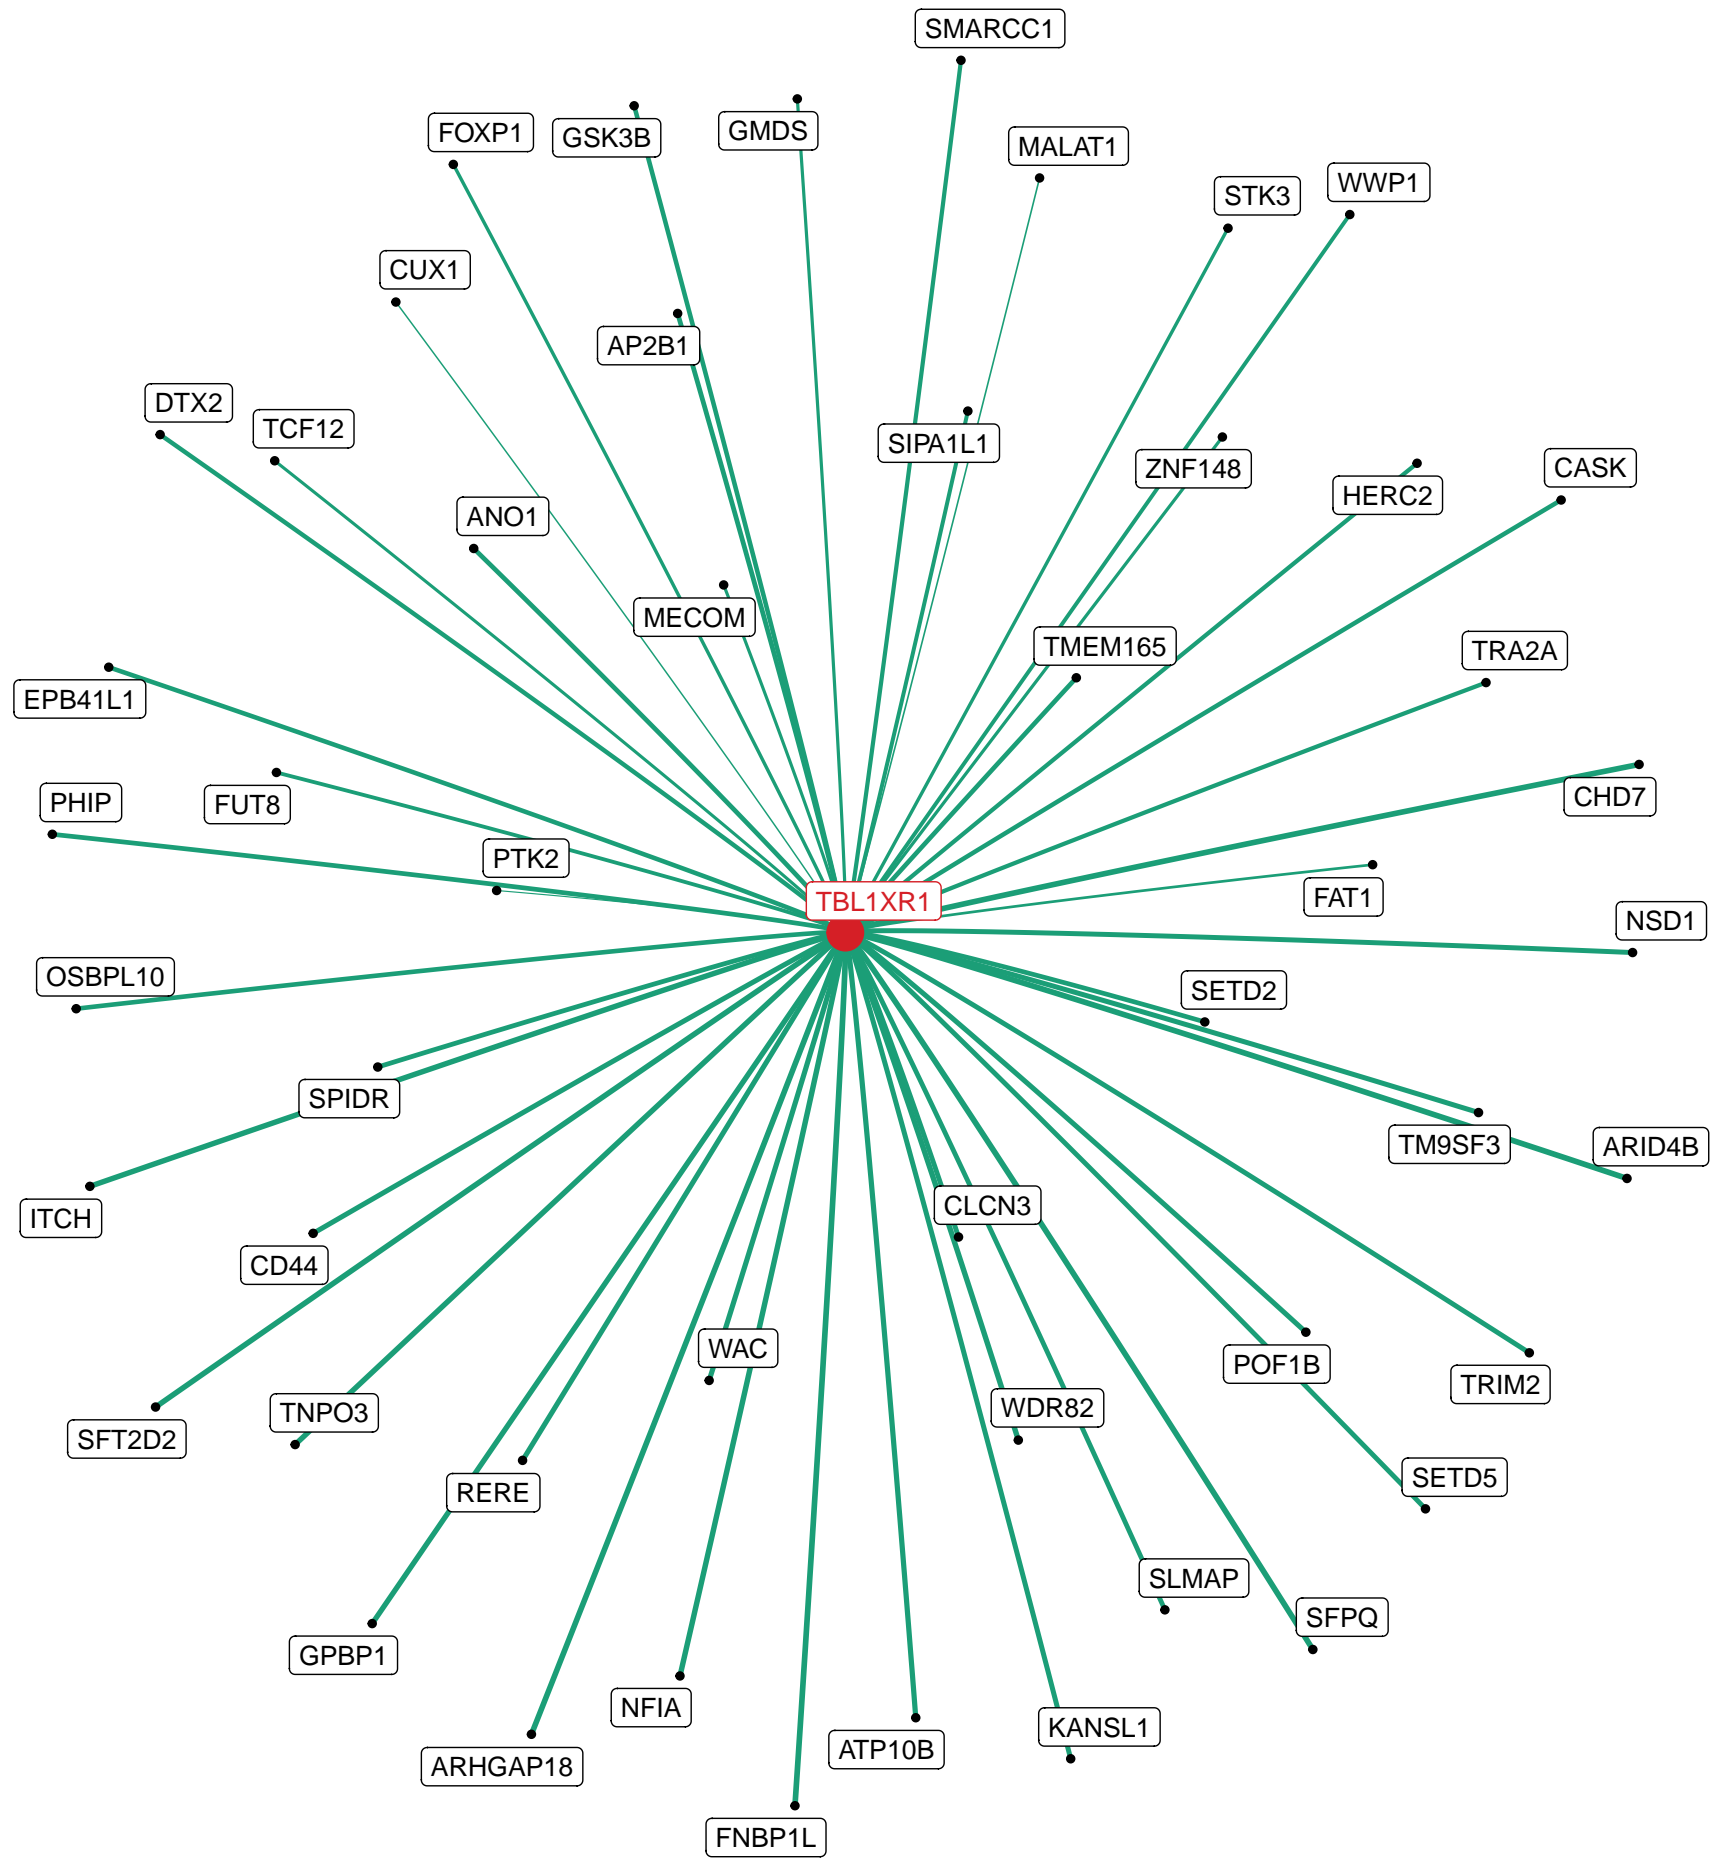 SMARCC1
GMDS
FOXP1
GSK3B
MALAT1
WWP1
STK3
CUX1
AP2B1
DTX2
TCF12
SIPA1L1
ZNF148
CASK
HERC2
ANO1
MECOM
TMEM165
TRA2A
EPB41L1
CHD7
PHIP
FUT8
PTK2
FAT1
TBL1XR1
NSD1
OSBPL10
SETD2
SPIDR
TM9SF3
ARID4B
CLCN3
ITCH
CD44
WAC
POF1B
TRIM2
WDR82
TNPO3
SFT2D2
SETD5
RERE
SLMAP
SFPQ
GPBP1
NFIA
KANSL1
ATP10B
ARHGAP18
FNBP1L